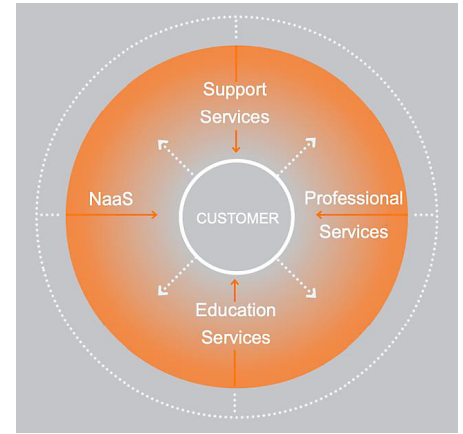 Support
Services
NaaS
CUSTOMER
Professional
Services
Education
Services